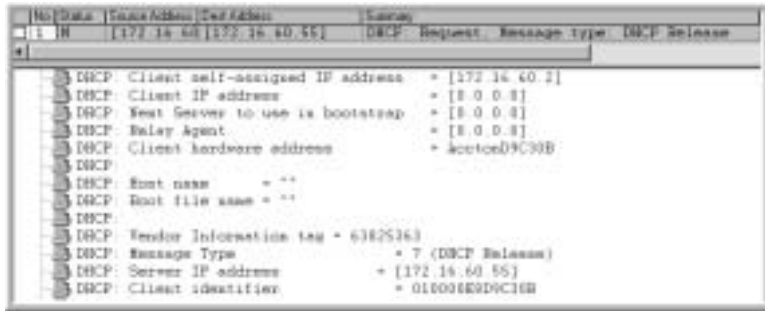 No. Status Source Address Dest Address Summary
1 M [172.16.60 [172.16.60.55] DHCP: Request, Message type: DHCP Release
DHCP: Client self-assigned IP address = [172.16.60.2]
DHCP: Client IP address = [0.0.0.0]
DHCP: Next Server to use in bootstrap = [0.0.0.0]
DHCP: Relay Agent = [0.0.0.0]
DHCP: Client hardware address = AcctonD9C30B
DHCP:
DHCP: Host name = ""
DHCP: Boot file name = ""
DHCP:
DHCP: Vendor Information tag = 63825363
DHCP: Message Type = 7 (DHCP Release)
DHCP: Server IP address = [172.16.60.55]
DHCP: Client identifier = 010000E8D9C30B